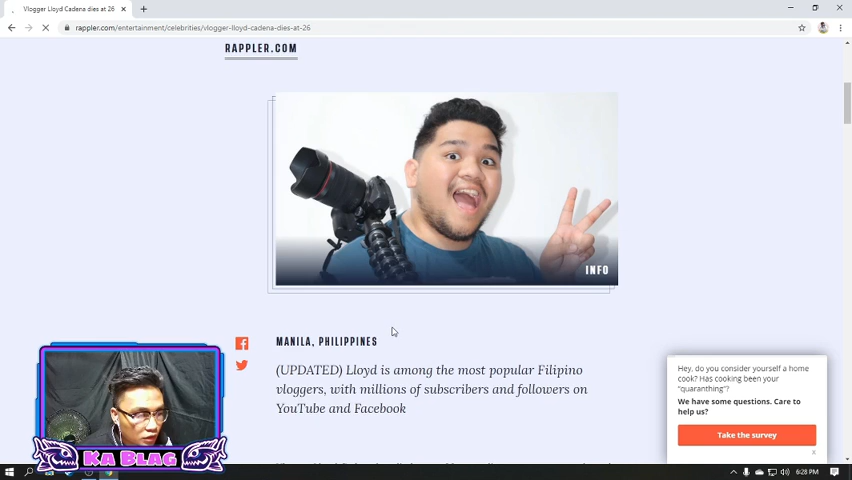 Vlogger Lloyd Cadena dies at 26
rappler.com/entertainment/celebrities/vlogger-lloyd-cadena-dies-at-26
RAPPLER.COM
INFO
MANILA, PHILIPPINES
(UPDATED) Lloyd is among the most popular Filipino
vloggers, with millions of subscribers and followers on
YouTube and Facebook
Hey, do you consider yourself a home
cook? Has cooking been your
"quaranthing"?
We have some questions. Care to
help us?
Take the survey
x
KA BLAG
6:28 PM